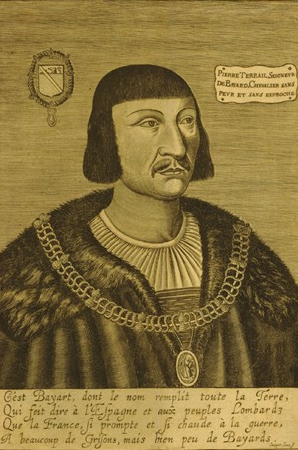 PIERRE TERRAIL, SEIGNEUR
DE BAYARD, CHEVALIER SANS
PEUR ET SANS REPROCHE
C'est Bayart, dont le nom remplit toute la Terre,
Qui feit dire à l'Espagne et aux peuples Lombards
Que la France, si prompte et si chaude à la guerre,
A beaucoup de Grisons, mais bien peu de Bayards.